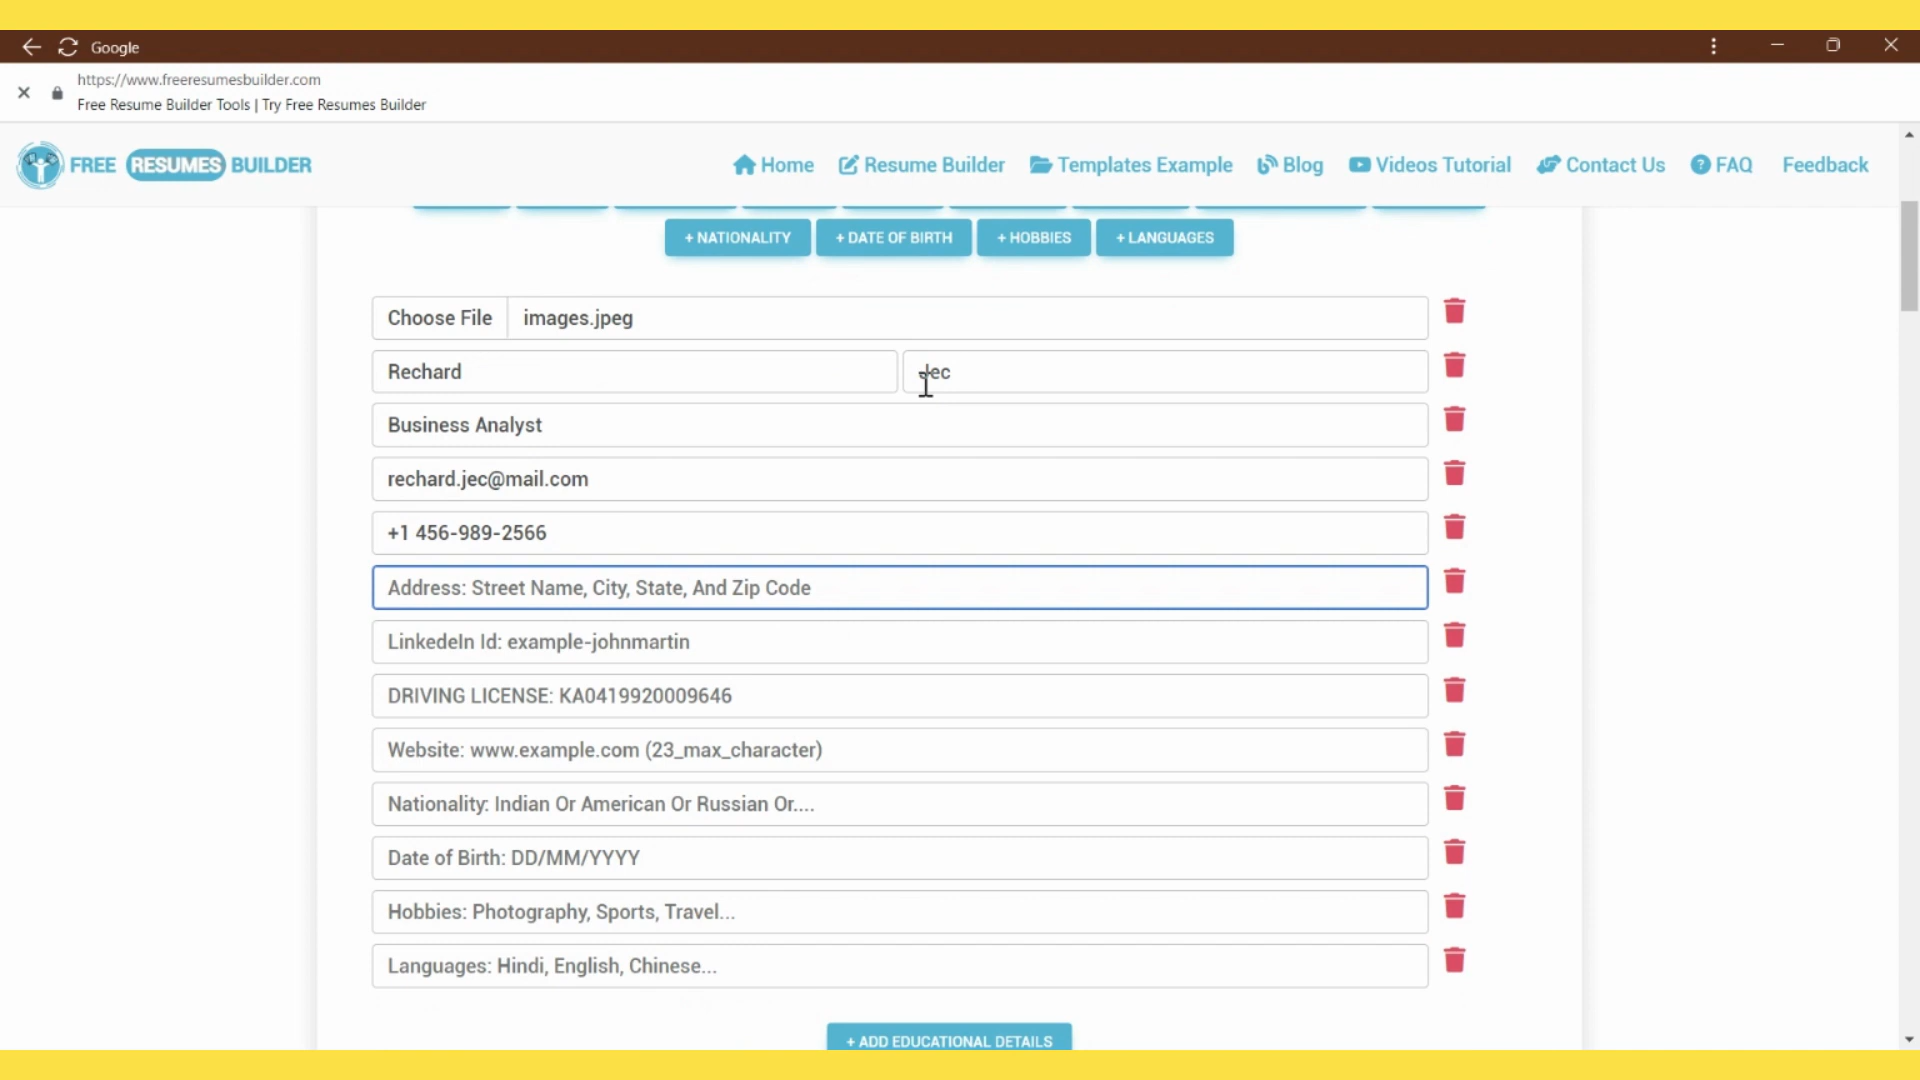 Google
https://www.freeresumesbuilder.com
Free Resume Builder Tools | Try Free Resumes Builder
FREE RESUMES BUILDER
Home Resume Builder Templates Example Blog Videos Tutorial Contact Us FAQ Feedback
+ NATIONALITY + DATE OF BIRTH + HOBBIES + LANGUAGES
Choose File images.jpeg
Rechard Jec
Business Analyst
rechard.jec@mail.com
+1 456-989-2566
Address: Street Name, City, State, And Zip Code
LinkedeIn Id: example-johnmartin
DRIVING LICENSE: KA0419920009646
Website: www.example.com (23_max_character)
Nationality: Indian Or American Or Russian Or....
Date of Birth: DD/MM/YYYY
Hobbies: Photography, Sports, Travel...
Languages: Hindi, English, Chinese...
+ ADD EDUCATIONAL DETAILS